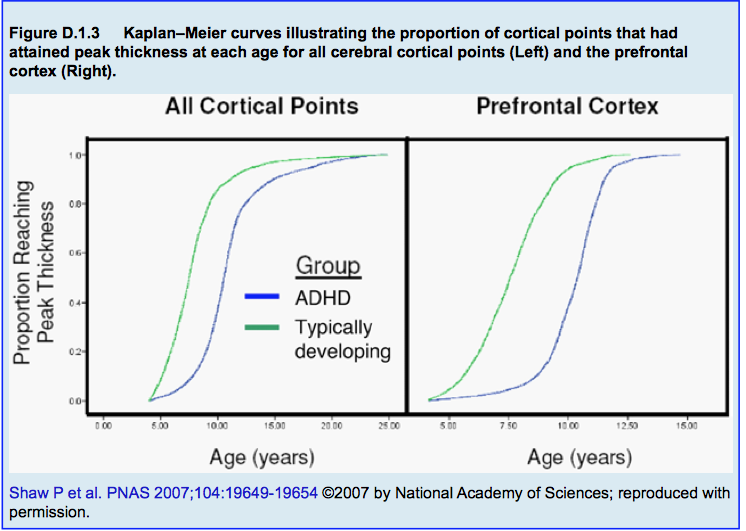 Figure D.1.3 Kaplan–Meier curves illustrating the proportion of cortical points that had
attained peak thickness at each age for all cerebral cortical points (Left) and the prefrontal
cortex (Right).
All Cortical Points
Prefrontal Cortex
Proportion Reaching
Peak Thickness
1.0
0.6
0.6
0.4
0.2
0.0
Group
ADHD
Typically
developing
0.00 5.00 10.00 15.00 20.00 25.00
5.00 7.50 10.00 12.50 15.00
Age (years)
Age (years)
Shaw P et al. PNAS 2007;104:19649-19654 ©2007 by National Academy of Sciences; reproduced with
permission.